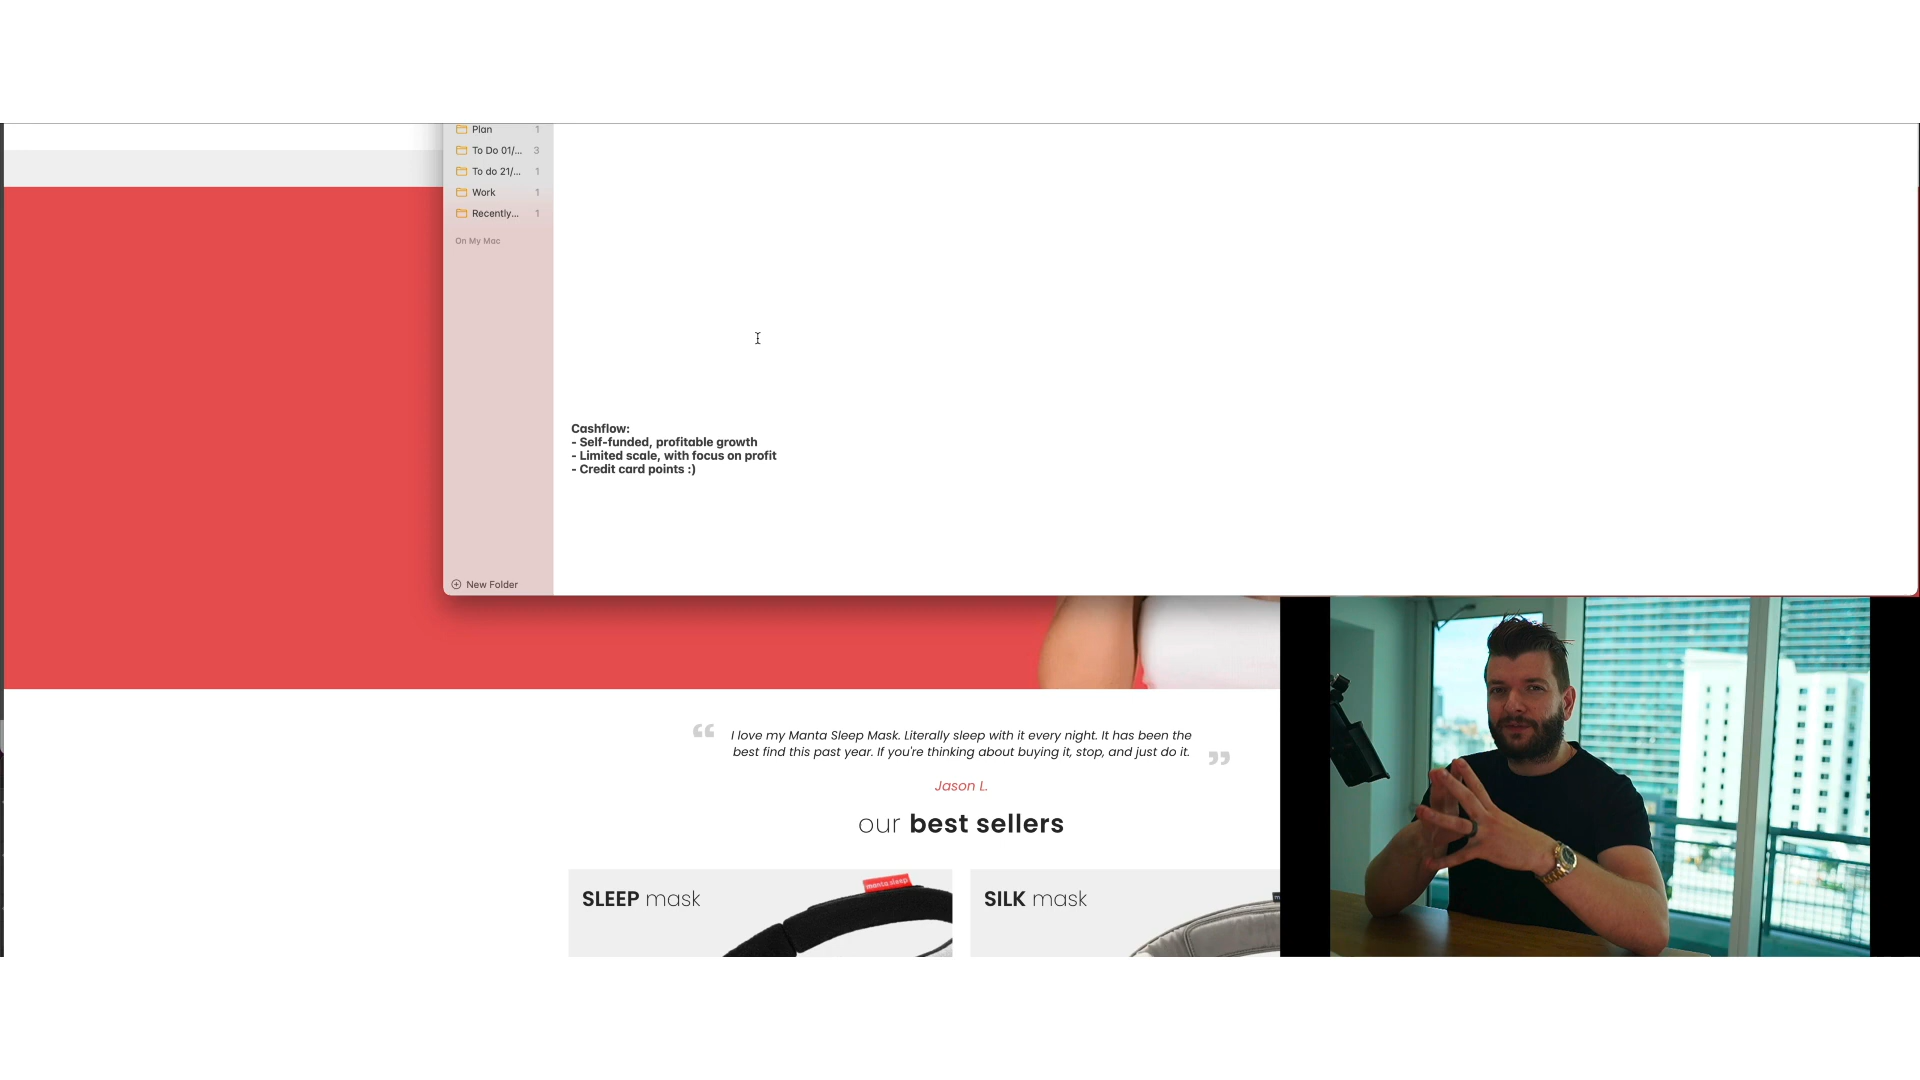 Plan 1
To Do 01/... 3
To do 21/... 1
Work 1
Recently... 1
On My Mac
Cashflow:
- Self-funded, profitable growth
- Limited scale, with focus on profit
- Credit card points :)
New Folder
“ I love my Manta Sleep Mask. Literally sleep with it every night. It has been the
best find this past year. If you're thinking about buying it, stop, and just do it. ”
Jason L.
our best sellers
SLEEP mask
manta sleep
SILK mask